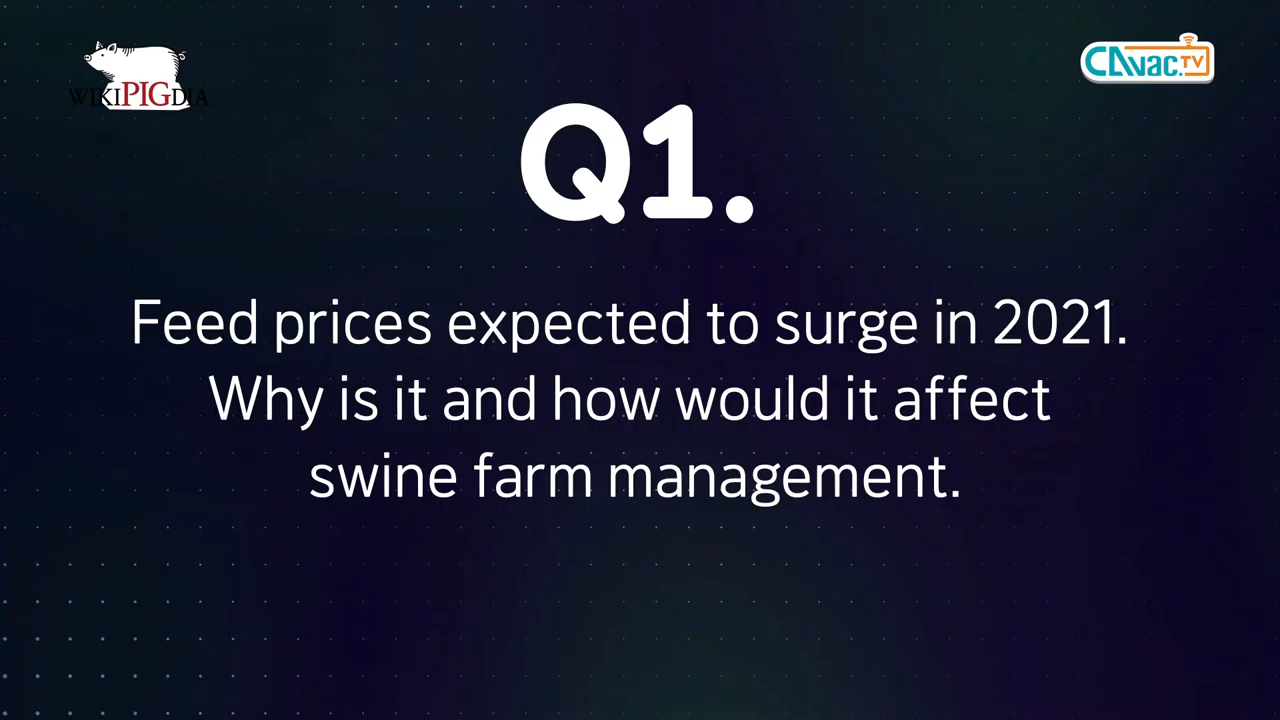 WIKIPIGDIA
CAvac.TV
Q1.
Feed prices expected to surge in 2021.
Why is it and how would it affect
swine farm management.